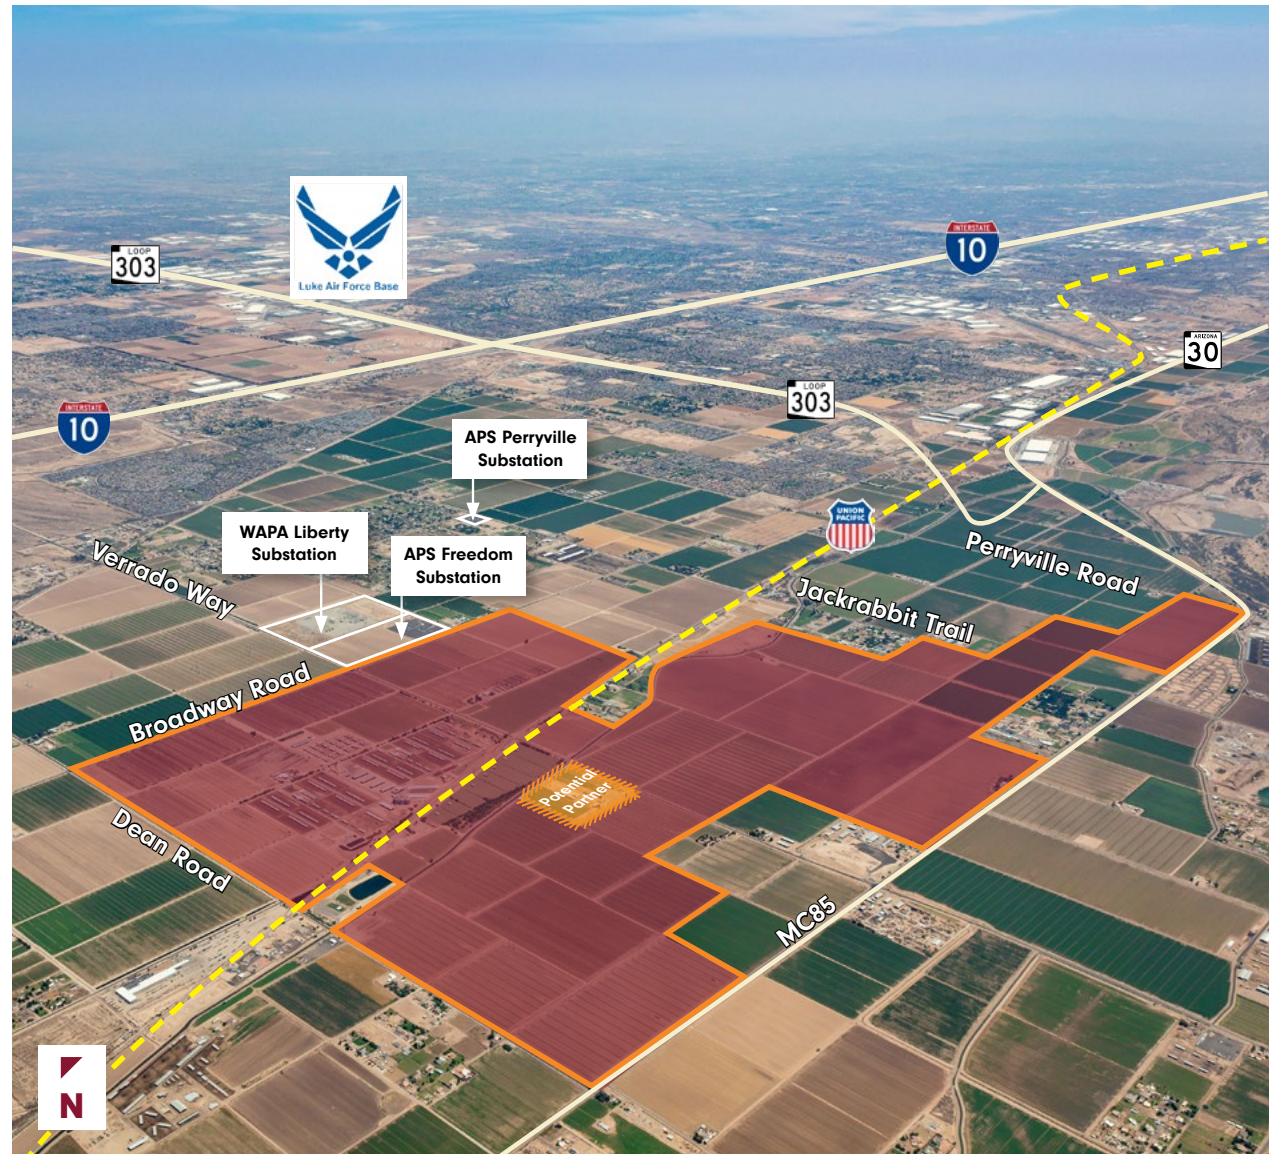 LOOP
303
Luke Air Force Base
INTERSTATE
10
ARIZONA
30
LOOP
303
INTERSTATE
10
APS Perryville
Substation
WAPA Liberty
Substation
APS Freedom
Substation
UNION
PACIFIC
Verrado Way
Perryville Road
Jackrabbit Trail
Broadway Road
Potential
Partner
Dean Road
MC85
N